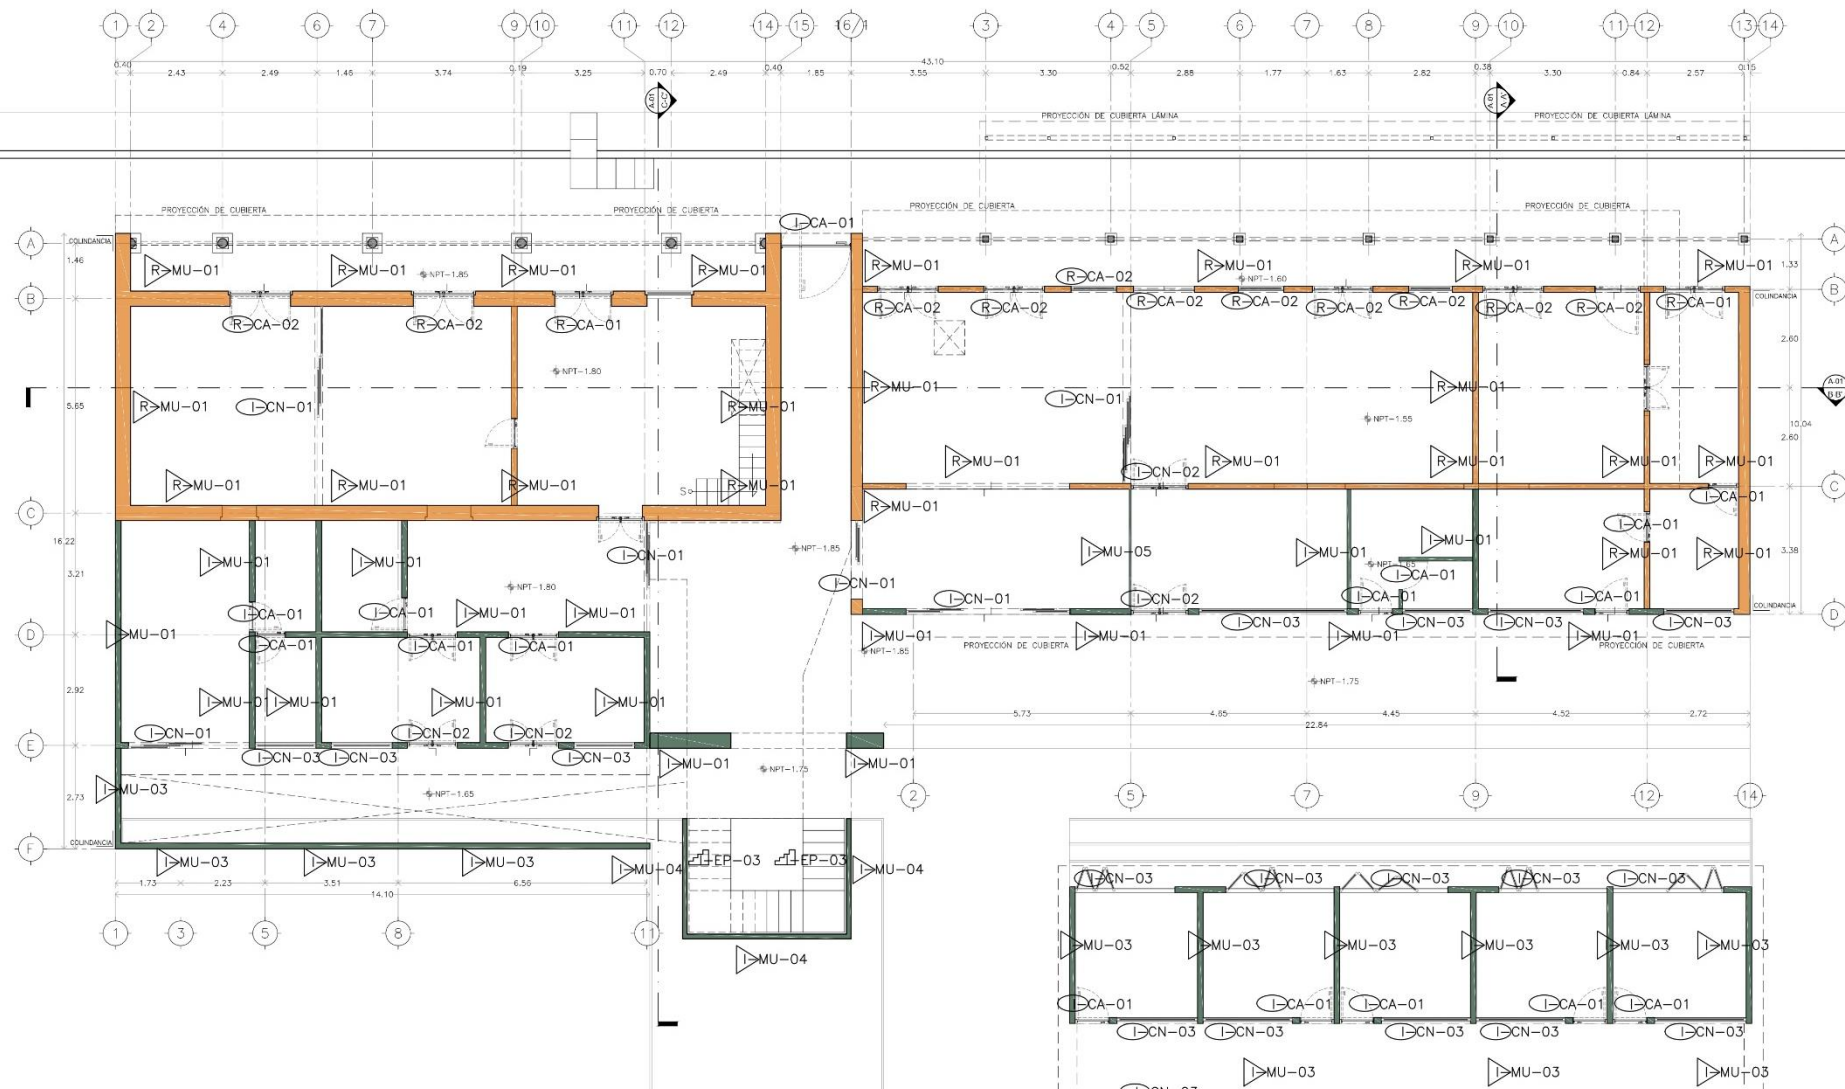 1 2 4 6 7 9 10 11 12 14 15 16/1 3 4 5 6 7 8 9 10 11 12 13 14
43.10
0.40 2.43 2.49 1.46 3.74 0.19 3.25 0.70 2.49 0.40 1.85 3.55 3.30 0.52 2.88 1.77 1.63 2.82 0.38 3.30 0.84 2.57 0.15
A-01 C-C' A-01 A-A'
PROYECCIÓN DE CUBIERTA LÁMINA PROYECCIÓN DE CUBIERTA LÁMINA
PROYECCIÓN DE CUBIERTA PROYECCIÓN DE CUBIERTA PROYECCIÓN DE CUBIERTA PROYECCIÓN DE CUBIERTA
I-CA-01
A COLINDANCIA A
1.46 1.33
R-MU-01 R-MU-01 NPT-1.85 R-MU-01 R-MU-01 R-MU-01 R-CA-02 R-MU-01 NPT-1.60 R-MU-01 R-MU-01
B COLINDANCIA B
R-CA-02 R-CA-02 R-CA-01 R-CA-02 R-CA-02 R-CA-02 R-CA-02 R-CA-02 R-CA-02 R-CA-02 R-CA-02 R-CA-01
2.60
NPT-1.80
R-MU-01 R-MU-01
A-01 B-B'
5.65 R-MU-01 I-CN-01 R-MU-01 I-CN-01 NPT-1.55 10.04
2.60
R-MU-01 R-MU-01 R-MU-01 R-MU-01 R-MU-01
I-CN-02
R-MU-01 R-MU-01 R-MU-01 S R-MU-01
C C
R-MU-01 I-CA-01
I-CA-01
16.22 I-MU-01 I-MU-01 I-CN-01 NPT-1.85 I-MU-05 I-MU-01 I-MU-01 R-MU-01 R-MU-01 3.38
NPT-1.65
I-CA-01
3.21 NPT-1.80 I-CN-01
I-CA-01 I-CA-01 I-MU-01 I-MU-01 I-CN-01 I-CN-02 I-CA-01 I-CA-01 COLINDANCIA
D D
I-CN-03 I-CN-03 I-CN-03 I-CN-03
I-MU-01 I-MU-01 I-MU-01 I-MU-01 I-MU-01
I-CA-01 I-CA-01 I-CA-01 NPT-1.85 PROYECCIÓN DE CUBIERTA PROYECCIÓN DE CUBIERTA
NPT-1.75
2.92 I-MU-01 I-MU-01 I-MU-01 I-MU-01
5.73 4.85 4.45 4.52 2.72
22.84
I-CN-01 I-CN-02 I-CN-02
E
I-CN-03 I-CN-03 I-CN-03
I-MU-01 NPT-1.75 I-MU-01
I-MU-03
2.73 NPT-1.65
2 5 7 9 12 14
COLINDANCIA
F
I-MU-03 I-MU-03 I-MU-03 I-MU-04 EP-03 EP-03 I-MU-04
1.73 2.23 3.51 6.56
14.10
I-CN-03 I-CN-03 I-CN-03 I-CN-03 I-CN-03
1 3 5 8 11
I-MU-04
I-MU-03 I-MU-03 I-MU-03 I-MU-03 I-MU-03 I-MU-03
I-CA-01 I-CA-01 I-CA-01 I-CA-01 I-CA-01
I-CN-03 I-CN-03 I-CN-03 I-CN-03 I-CN-03
I-MU-03 I-MU-03 I-MU-03